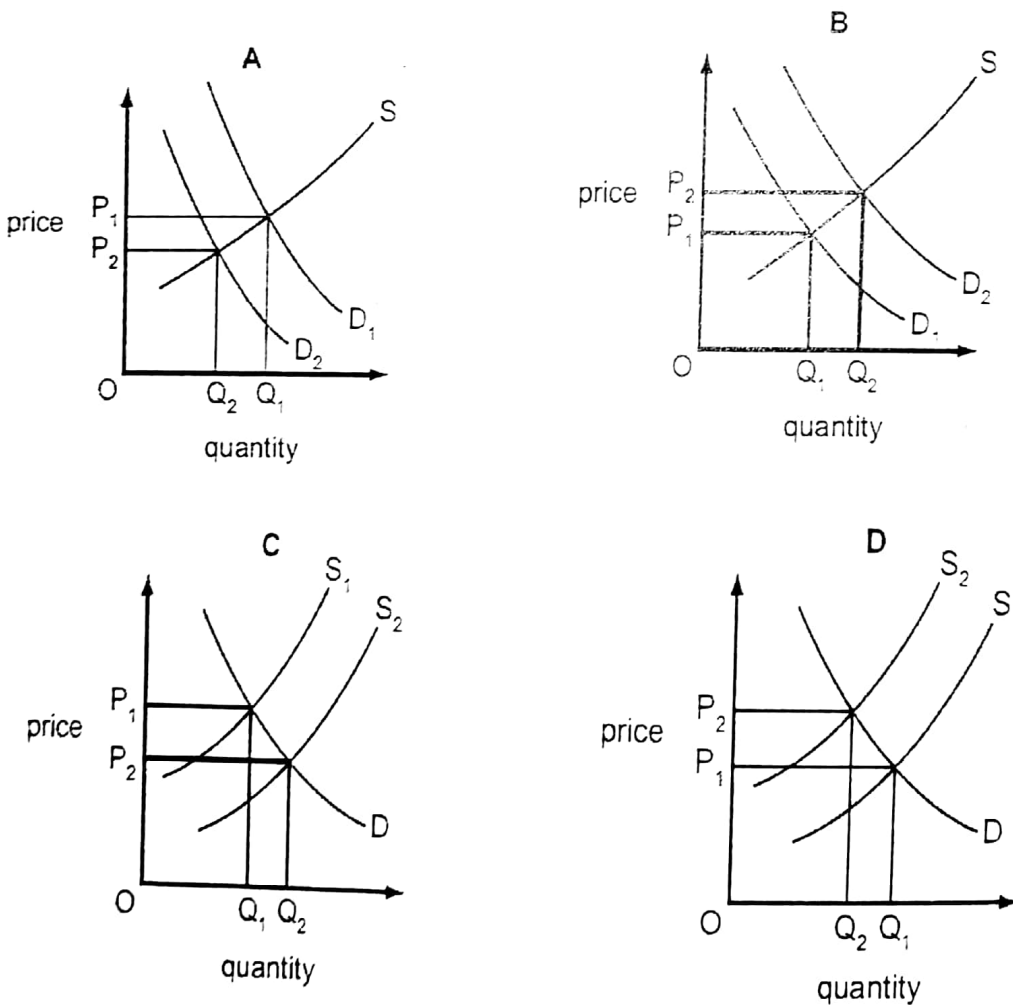 A
S
price
P₁
P₂
D₁
D₂
O
Q₂
Q₁
quantity
B
S
price
P₂
P₁
D₂
D₁
O
Q₁
Q₂
quantity
C
S₁
S₂
price
P₁
P₂
D
O
Q₁
Q₂
quantity
D
S₂
S
price
P₂
P₁
D
O
Q₂
Q₁
quantity